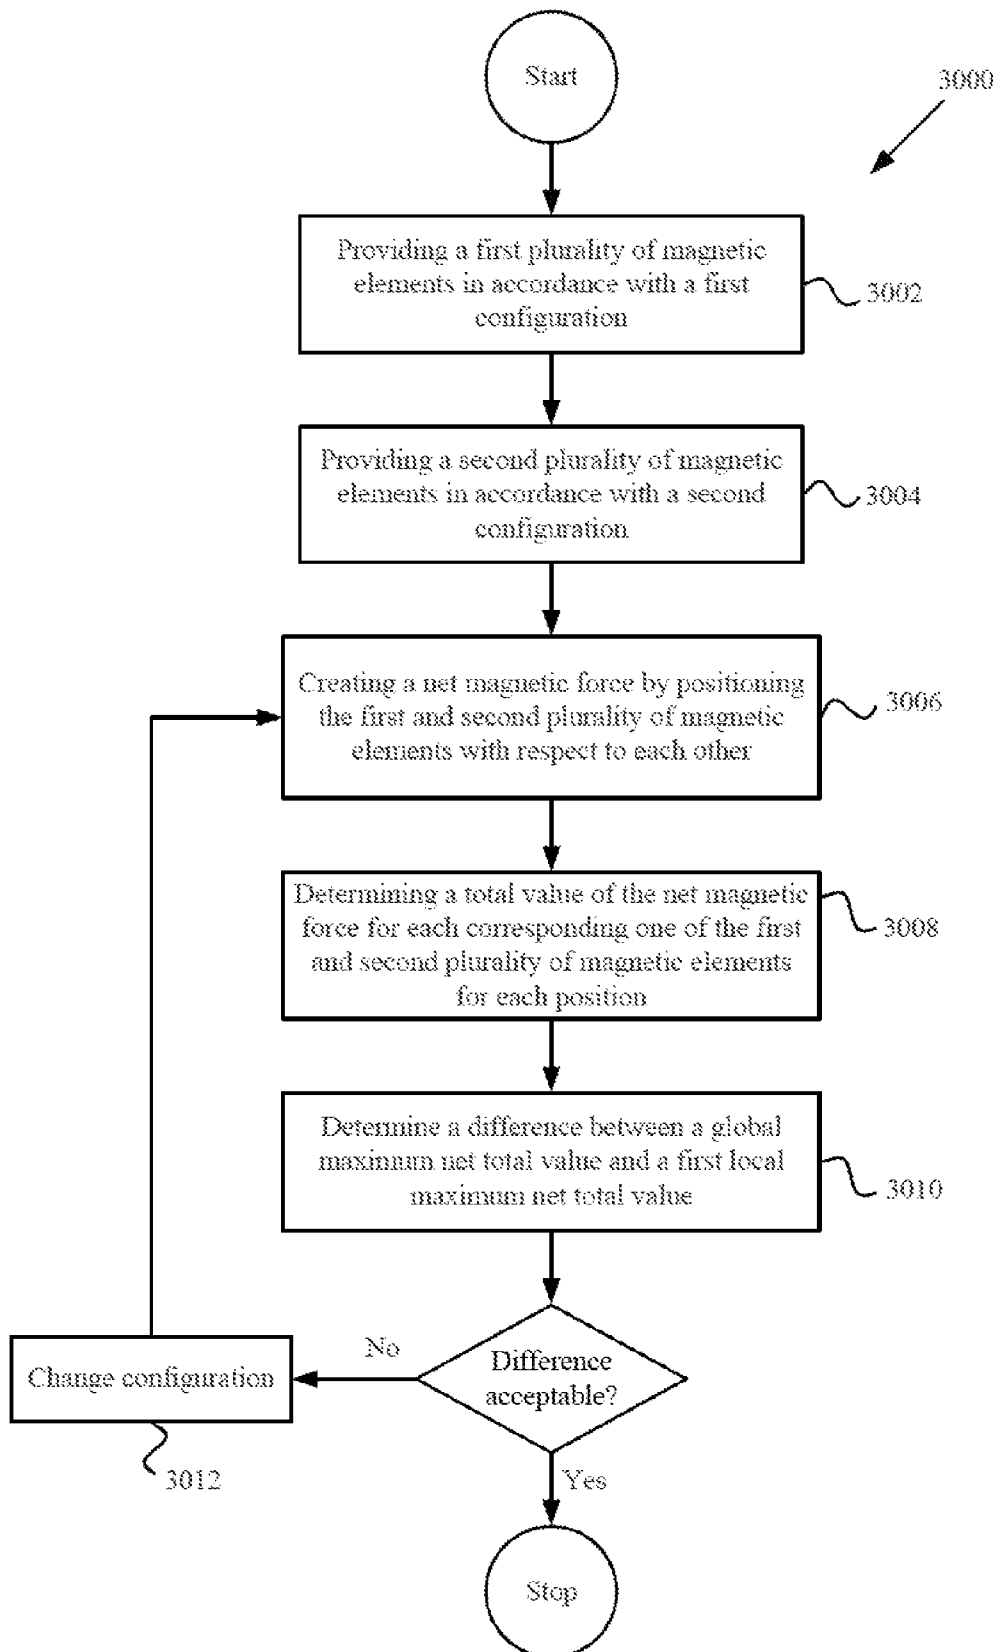 Start
3000
Providing a first plurality of magnetic
elements in accordance with a first
configuration
3002
Providing a second plurality of magnetic
elements in accordance with a second
configuration
3004
Creating a net magnetic force by positioning
the first and second plurality of magnetic
elements with respect to each other
3006
Determining a total value of the net magnetic
force for each corresponding one of the first
and second plurality of magnetic elements
for each position
3008
Determine a difference between a global
maximum net total value and a first local
maximum net total value
3010
Difference
acceptable?
No
Change configuration
3012
Yes
Stop